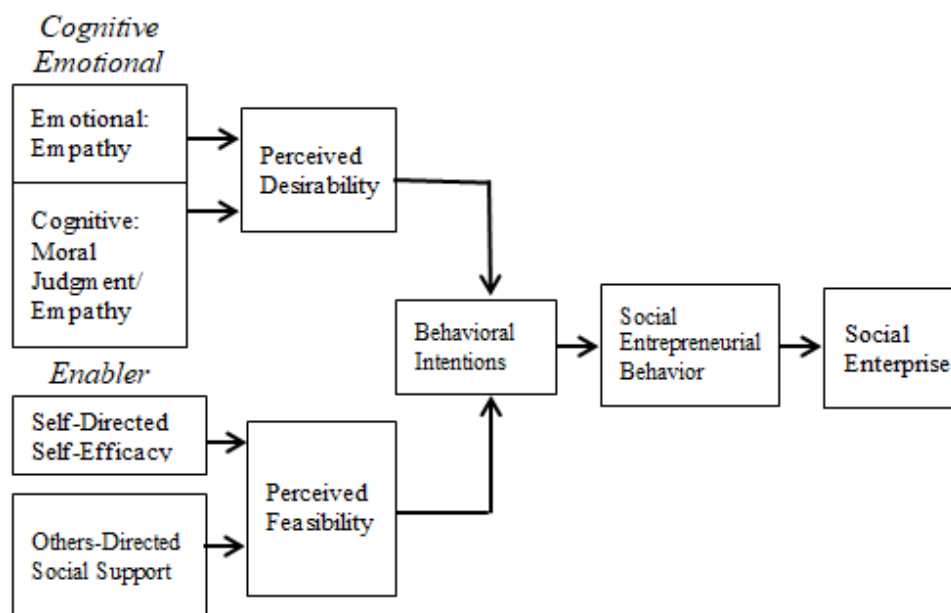 Cognitive
Emotional
Emotional:
Empathy
Cognitive:
Moral
Judgment/
Empathy
Perceived
Desirability
Enabler
Self-Directed
Self-Efficacy
Others-Directed
Social Support
Perceived
Feasibility
Behavioral
Intentions
Social
Entrepreneurial
Behavior
Social
Enterprise